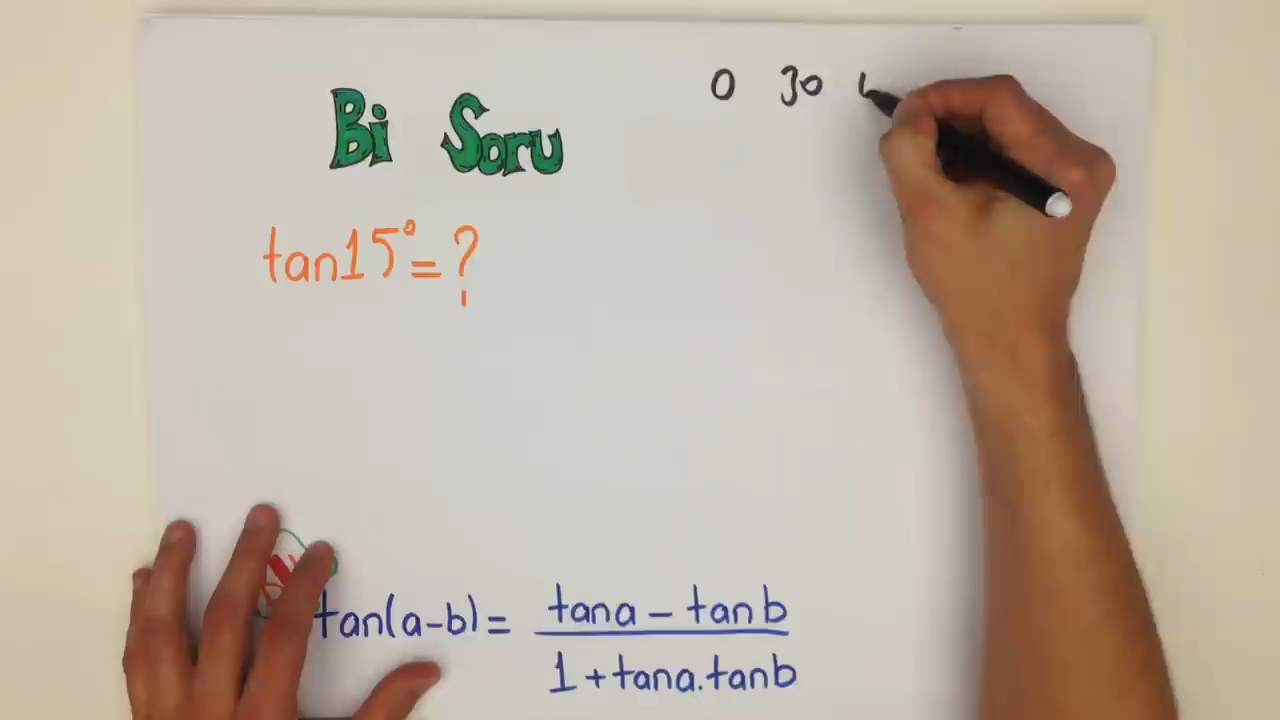 Bi Soru
0 30
tan15°=?
tan(a-b)= tana - tanb
1+tana.tanb